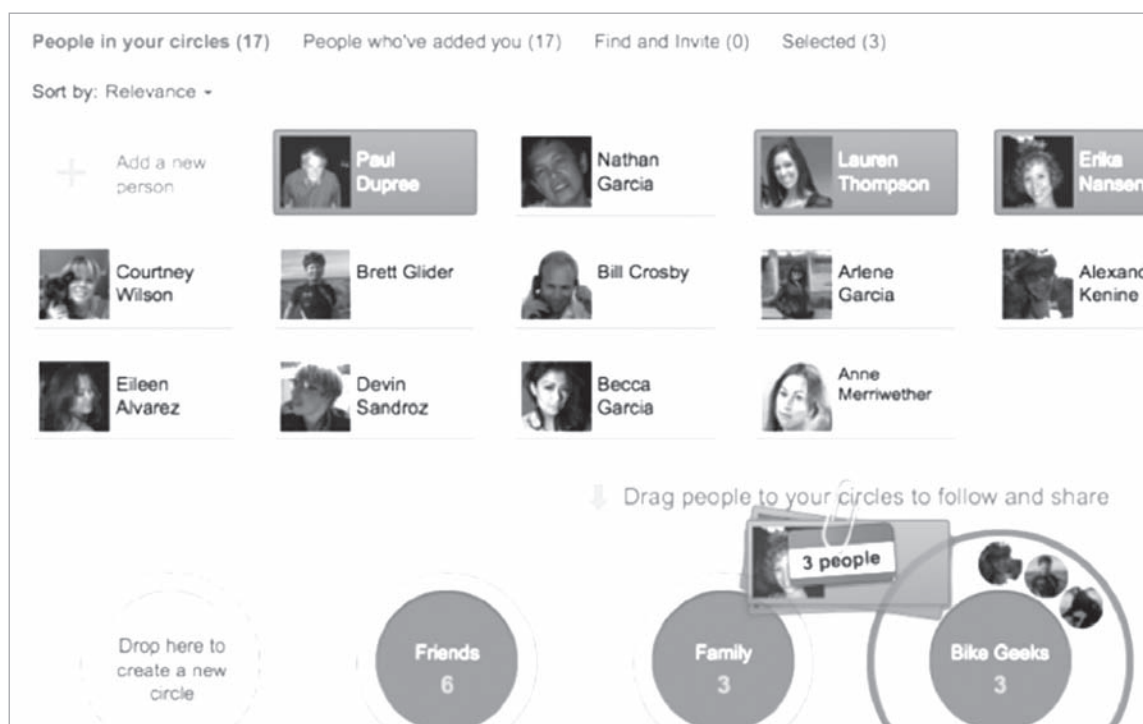 People in your circles (17) People who've added you (17) Find and Invite (0) Selected (3)
Sort by: Relevance
Add a new
person
Paul
Dupree
Nathan
Garcia
Lauren
Thompson
Erika
Nansen
Courtney
Wilson
Brett Glider
Bill Crosby
Arlene
Garcia
Alexand
Kenine
Eileen
Alvarez
Devin
Sandroz
Becca
Garcia
Anne
Merriwether
Drag people to your circles to follow and share
3 people
Drop here to
create a new
circle
Friends
6
Family
3
Bike Geeks
3